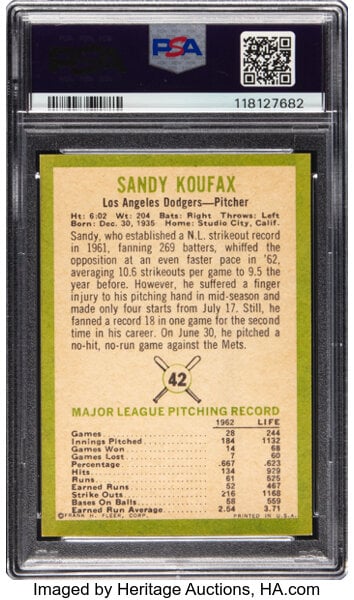 PSA
118127682
SANDY KOUFAX
Los Angeles Dodgers—Pitcher
Ht: 6:02 Wt: 204 Bats: Right Throws: Left
Born: Dec. 30, 1935 Home: Studio City, Calif.
Sandy, who established a N.L. strikeout record
in 1961, fanning 269 batters, whiffed the
opposition at an even faster pace in '62,
averaging 10.6 strikeouts per game to 9.5 the
year before. However, he suffered a finger
injury to his pitching hand in mid-season and
made only four starts from July 17. Still, he
fanned a record 18 in one game for the second
time in his career. On June 30, he pitched a
no-hit, no-run game against the Mets.
42
MAJOR LEAGUE PITCHING RECORD
1962 LIFE
Games 28 244
Innings Pitched 184 1132
Games Won 14 68
Games Lost 7 60
Percentage .667 .623
Hits 134 929
Runs 61 525
Earned Runs 52 467
Strike Outs 216 1168
Bases On Balls 58 559
Earned Run Average 2.54 3.71
©FRANK H. FLEER, CORP. PRINTED IN U.S.A.
Imaged by Heritage Auctions, HA.com